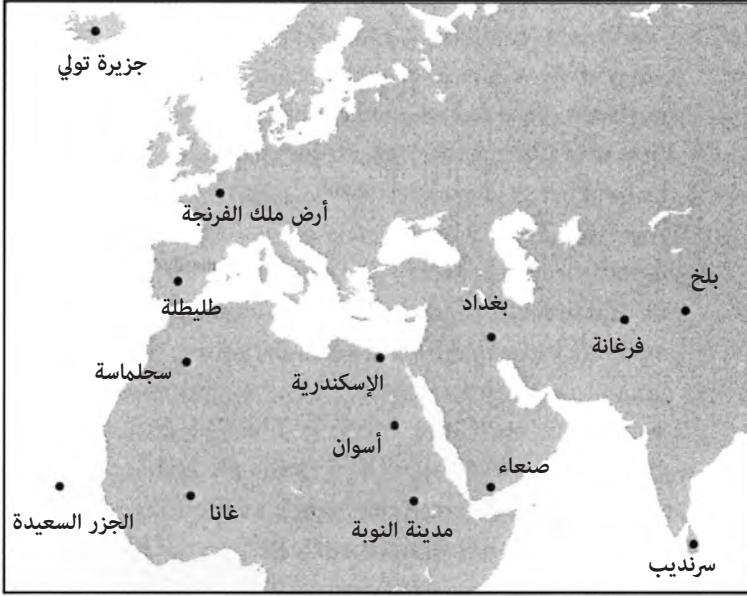 جزيرة تولي
أرض ملك الفرنجة
طليطلة
بغداد
بلخ
فرغانة
سجلماسة
الإسكندرية
أسوان
صنعاء
الجزر السعيدة
غانا
مدينة النوبة
سرنديب